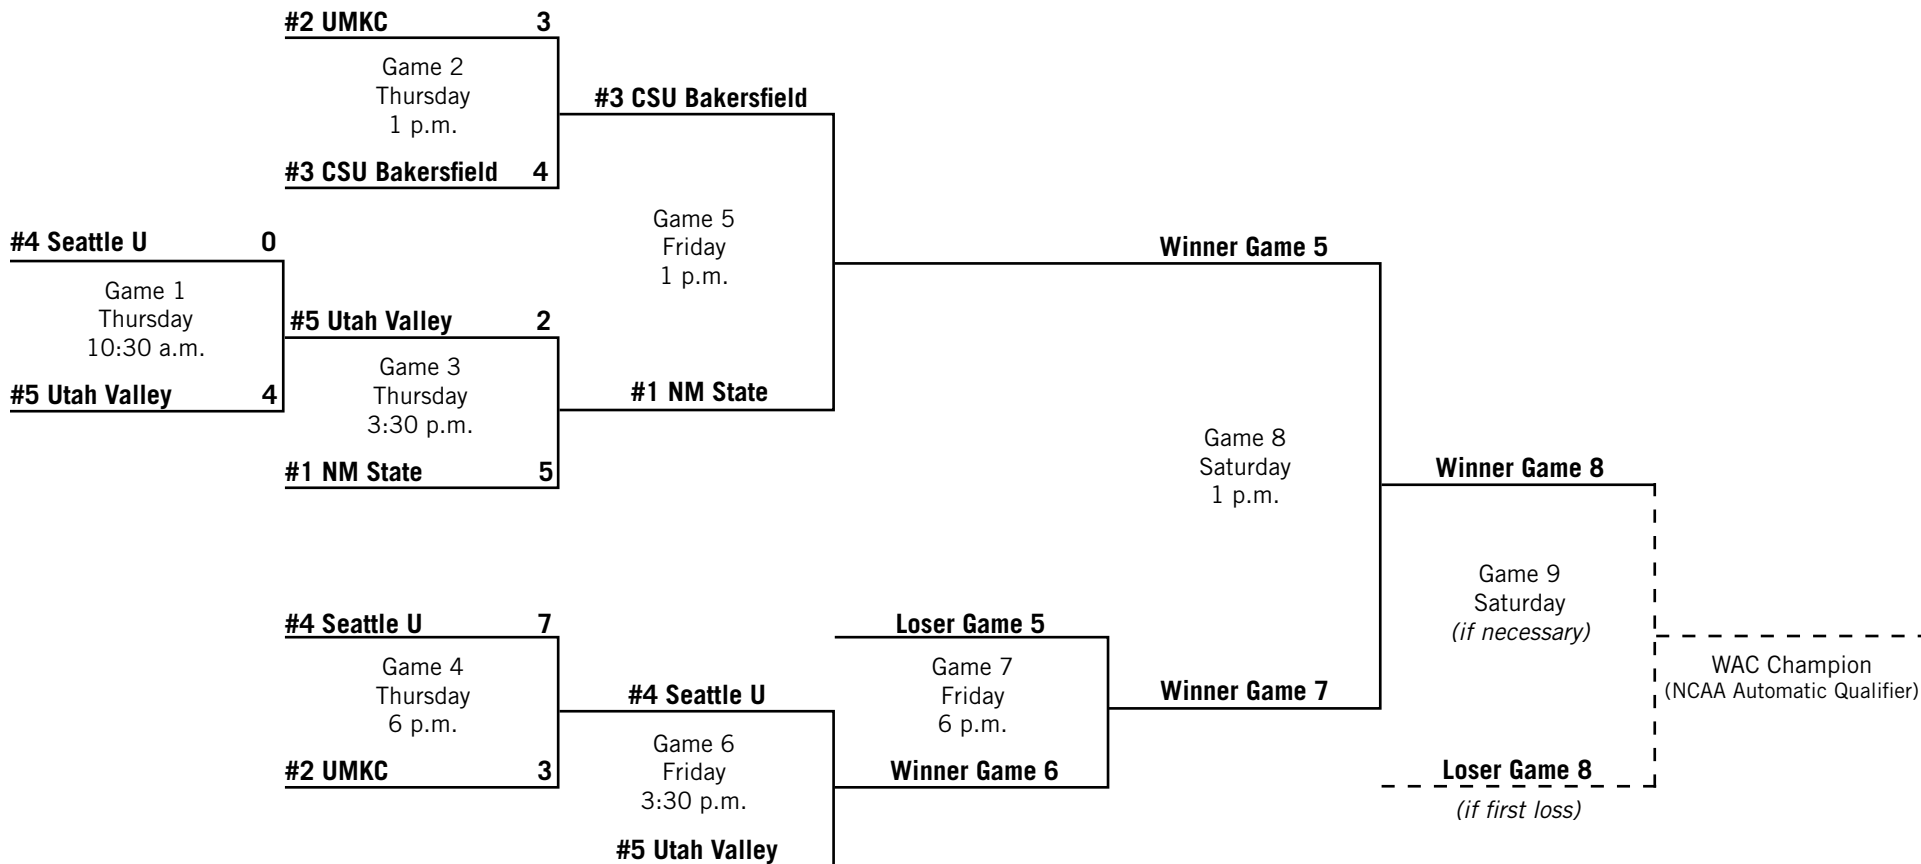 #2 UMKC 3
Game 2
Thursday
1 p.m.
#3 CSU Bakersfield 4
#3 CSU Bakersfield
#4 Seattle U 0
Game 1
Thursday
10:30 a.m.
#5 Utah Valley 4
#5 Utah Valley 2
Game 3
Thursday
3:30 p.m.
#1 NM State 5
#1 NM State
Game 5
Friday
1 p.m.
Winner Game 5
Game 8
Saturday
1 p.m.
Winner Game 8
Game 9
Saturday
(if necessary)
WAC Champion
(NCAA Automatic Qualifier)
#4 Seattle U 7
Game 4
Thursday
6 p.m.
#2 UMKC 3
#4 Seattle U
Game 6
Friday
3:30 p.m.
#5 Utah Valley
Loser Game 5
Game 7
Friday
6 p.m.
Winner Game 6
Winner Game 7
Loser Game 8
(if first loss)